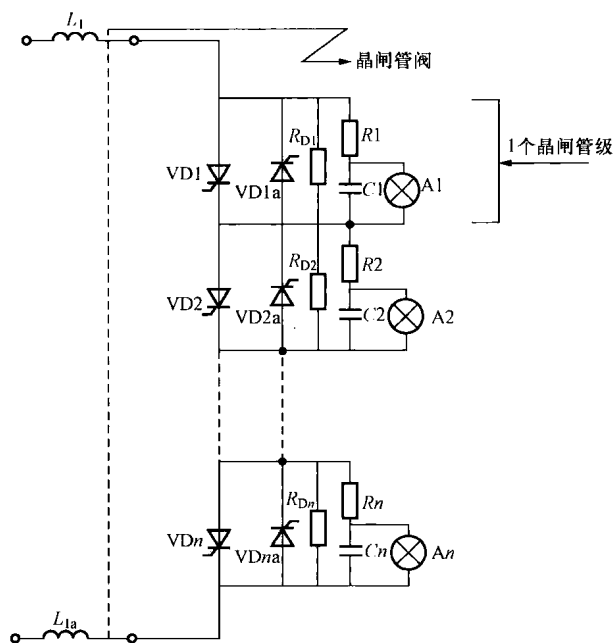 L1
晶闸管阀
RD1
R1
1个晶闸管级
VD1
VD1a
C1
A1
RD2
R2
VD2
VD2a
C2
A2
RDn
Rn
VDn
VDna
Cn
An
L1a